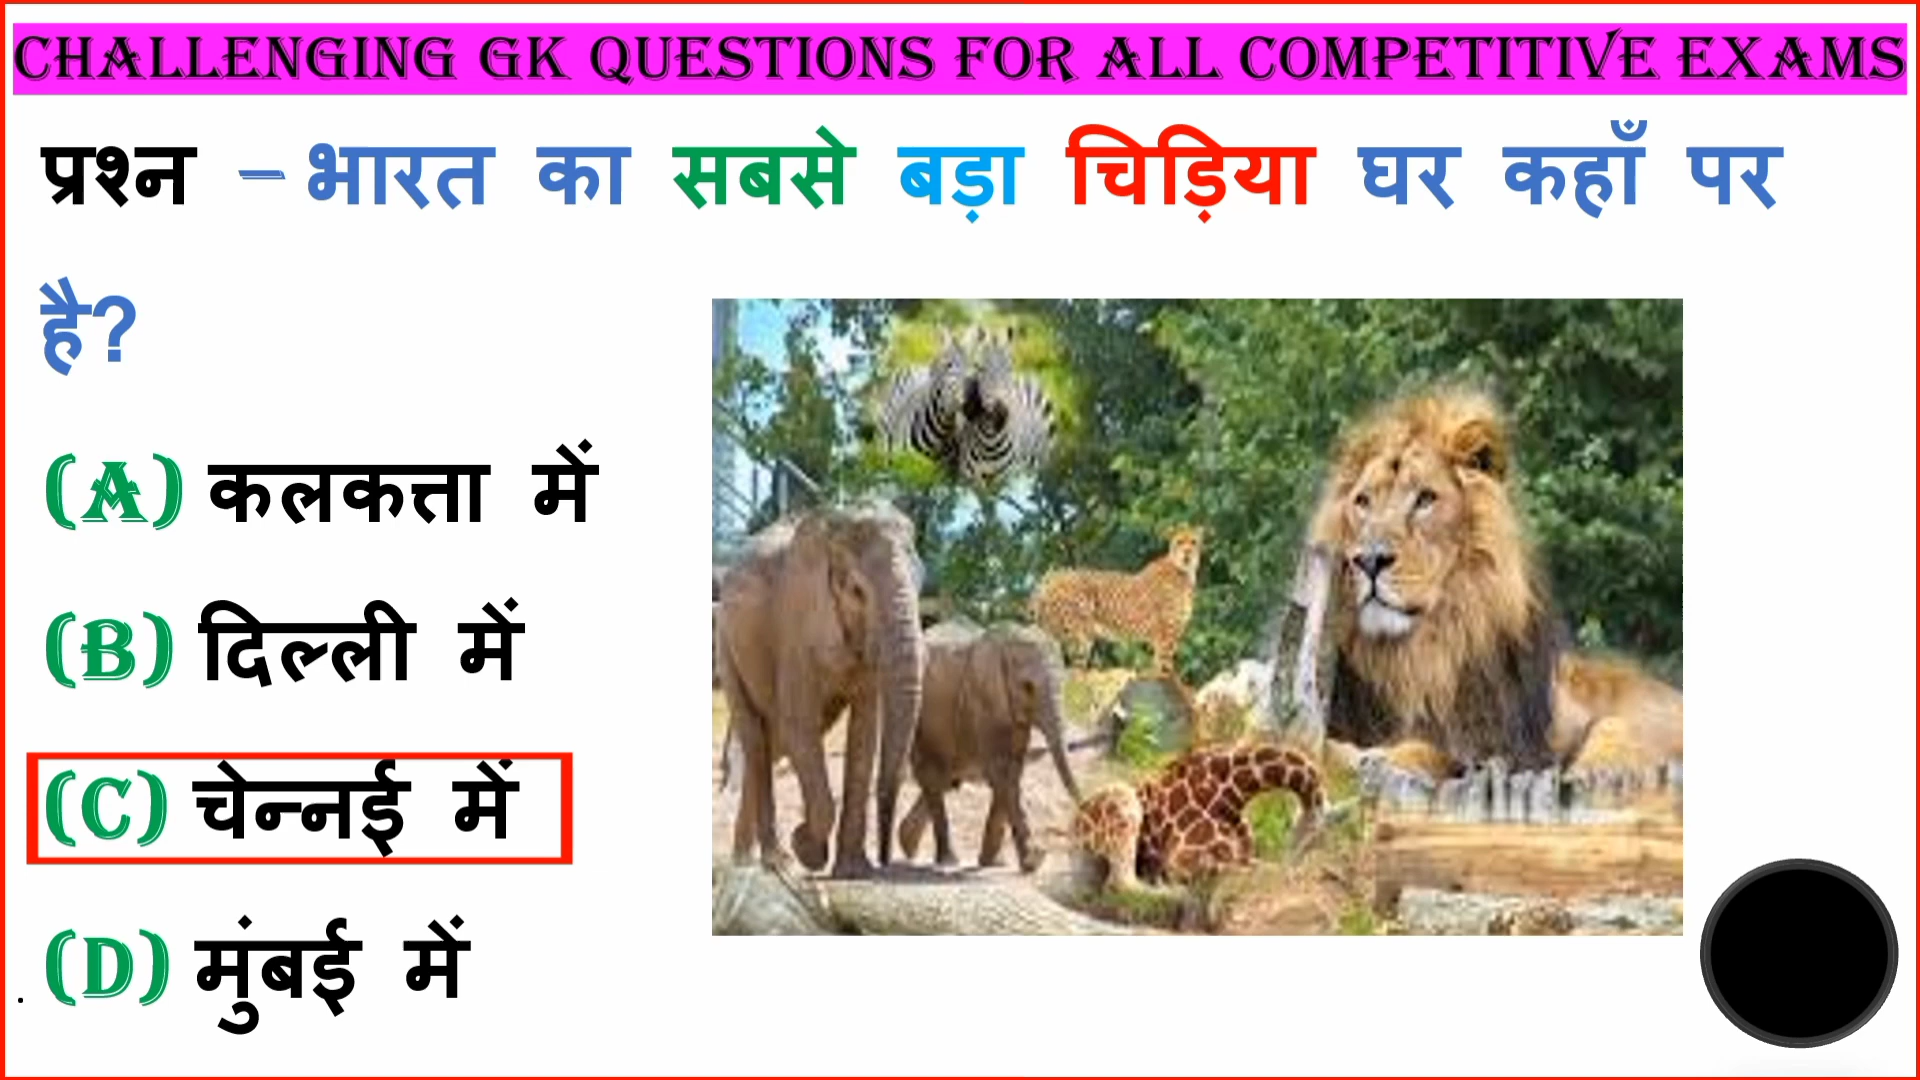 CHALLENGING GK QUESTIONS FOR ALL COMPETITIVE EXAMS
प्रश्न – भारत का सबसे बड़ा चिड़िया घर कहाँ पर
है?
(A) कलकत्ता में
(B) दिल्ली में
(C) चेन्नई में
(D) मुंबई में
.